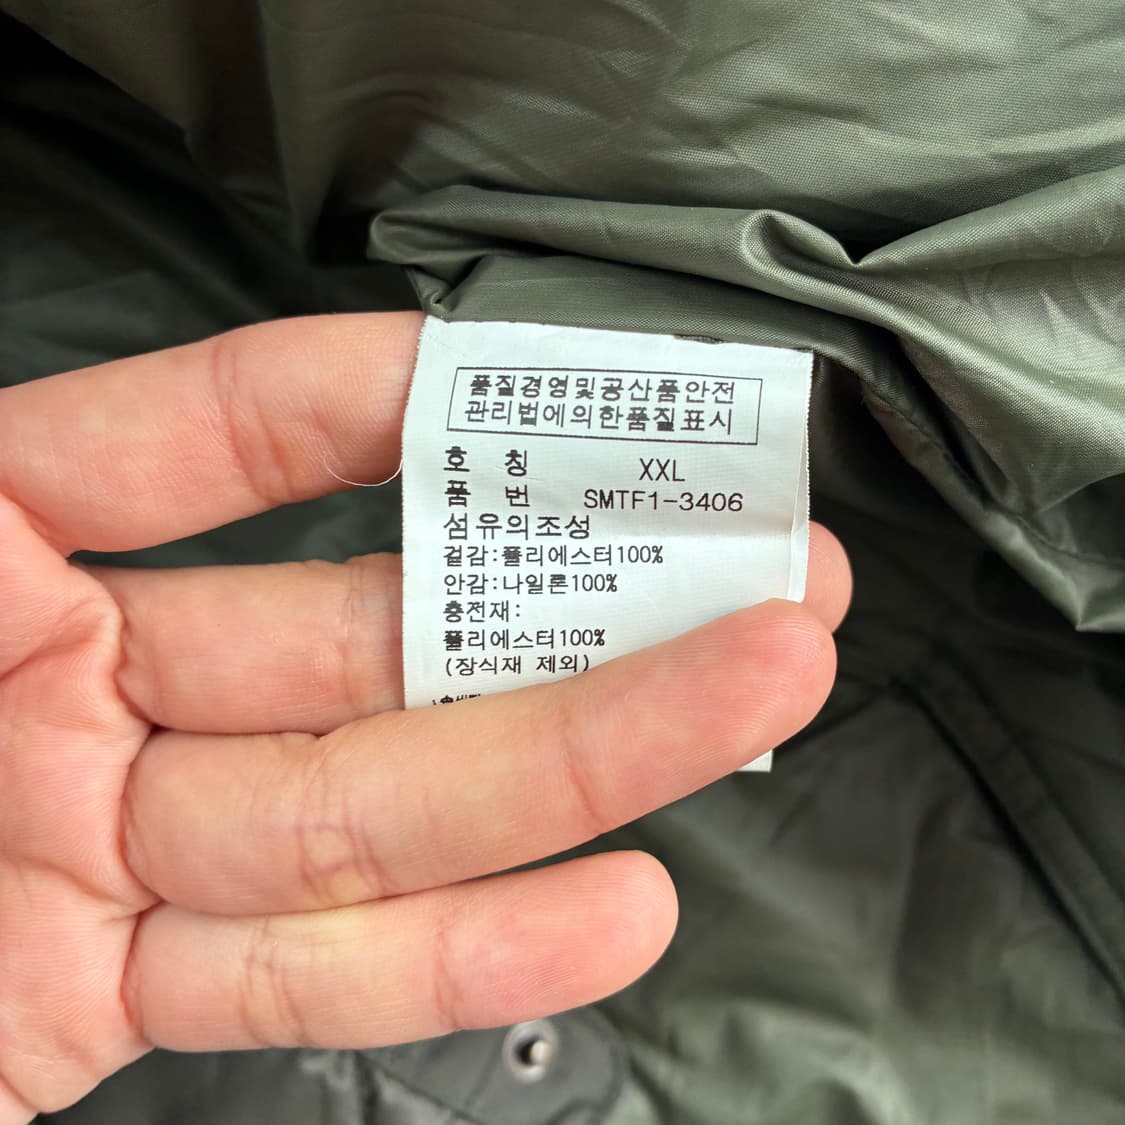 품질경영및공산품안전
관리법에의한품질표시
호 칭 XXL
품 번 SMTF1-3406
섬유의조성
겉감:폴리에스터100%
안감:나일론100%
충전재:
폴리에스터100%
(장식재 제외)